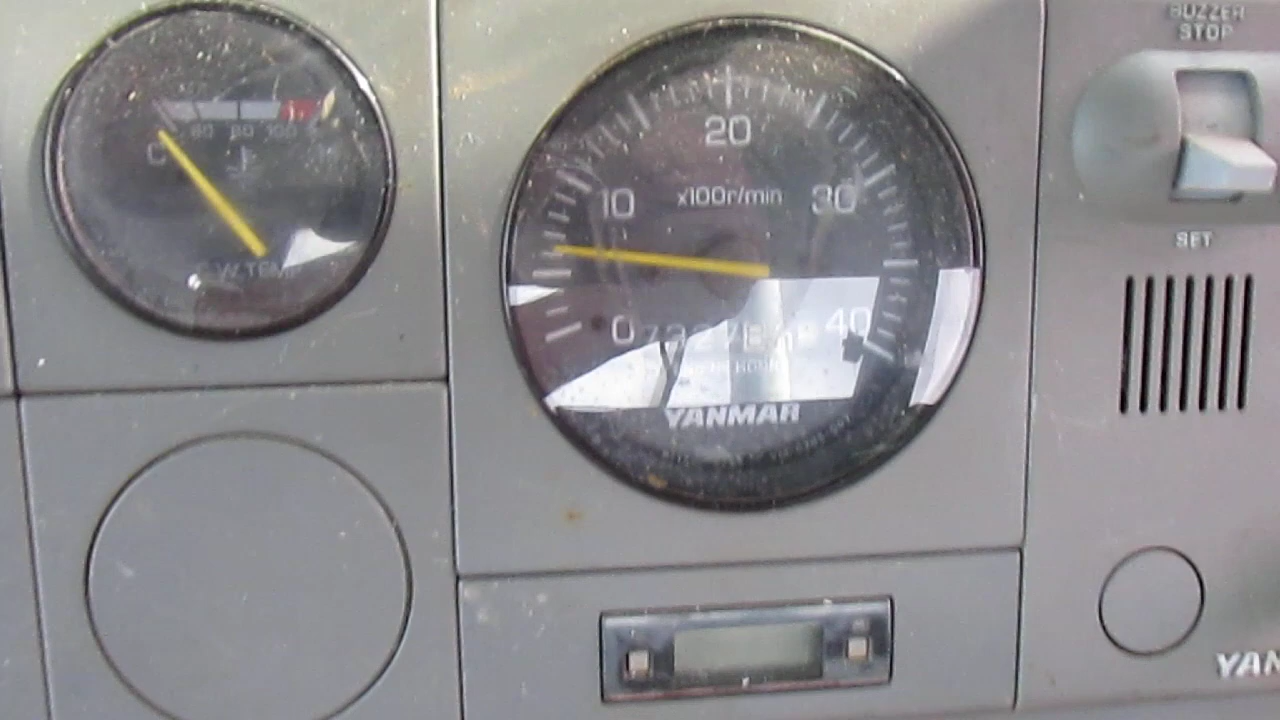 BUZZER
STOP
60 80 100
C
C.W.TEMP
20
10 x100r/min 30
0 40
YANMAR
SET
YAN